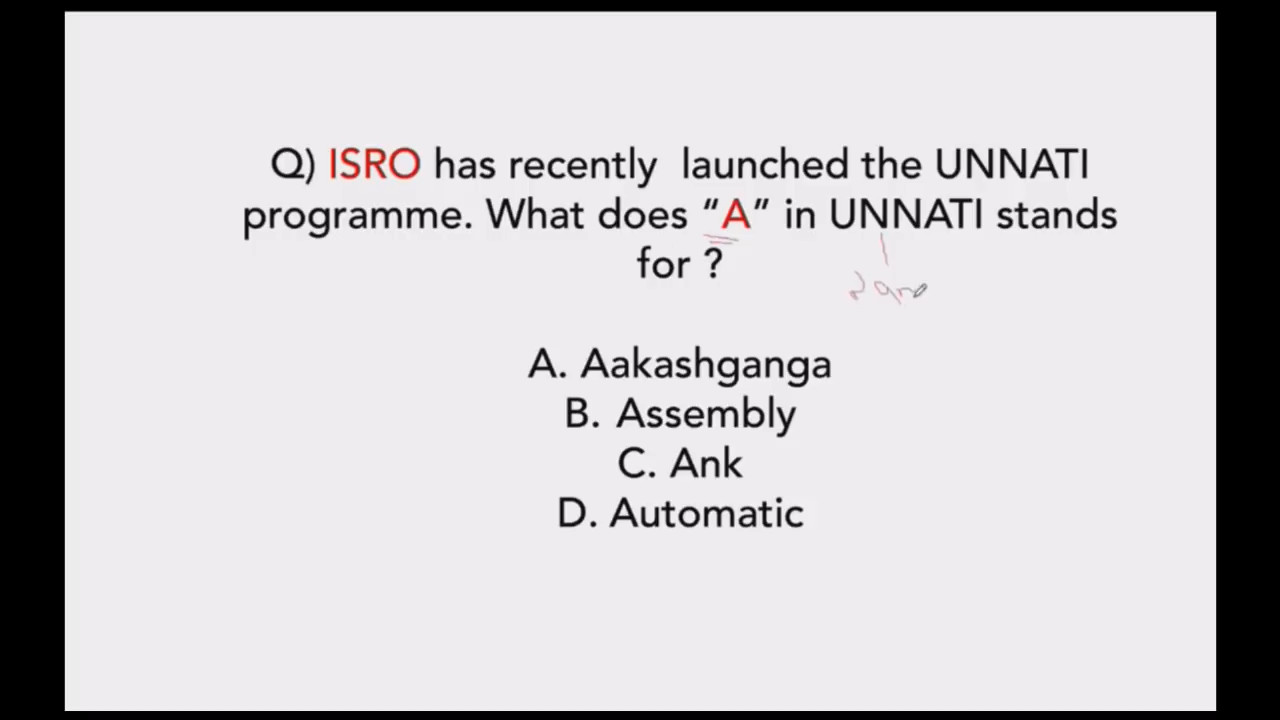 Q) ISRO has recently launched the UNNATI
programme. What does “A” in UNNATI stands
for ?
A. Aakashganga
B. Assembly
C. Ank
D. Automatic